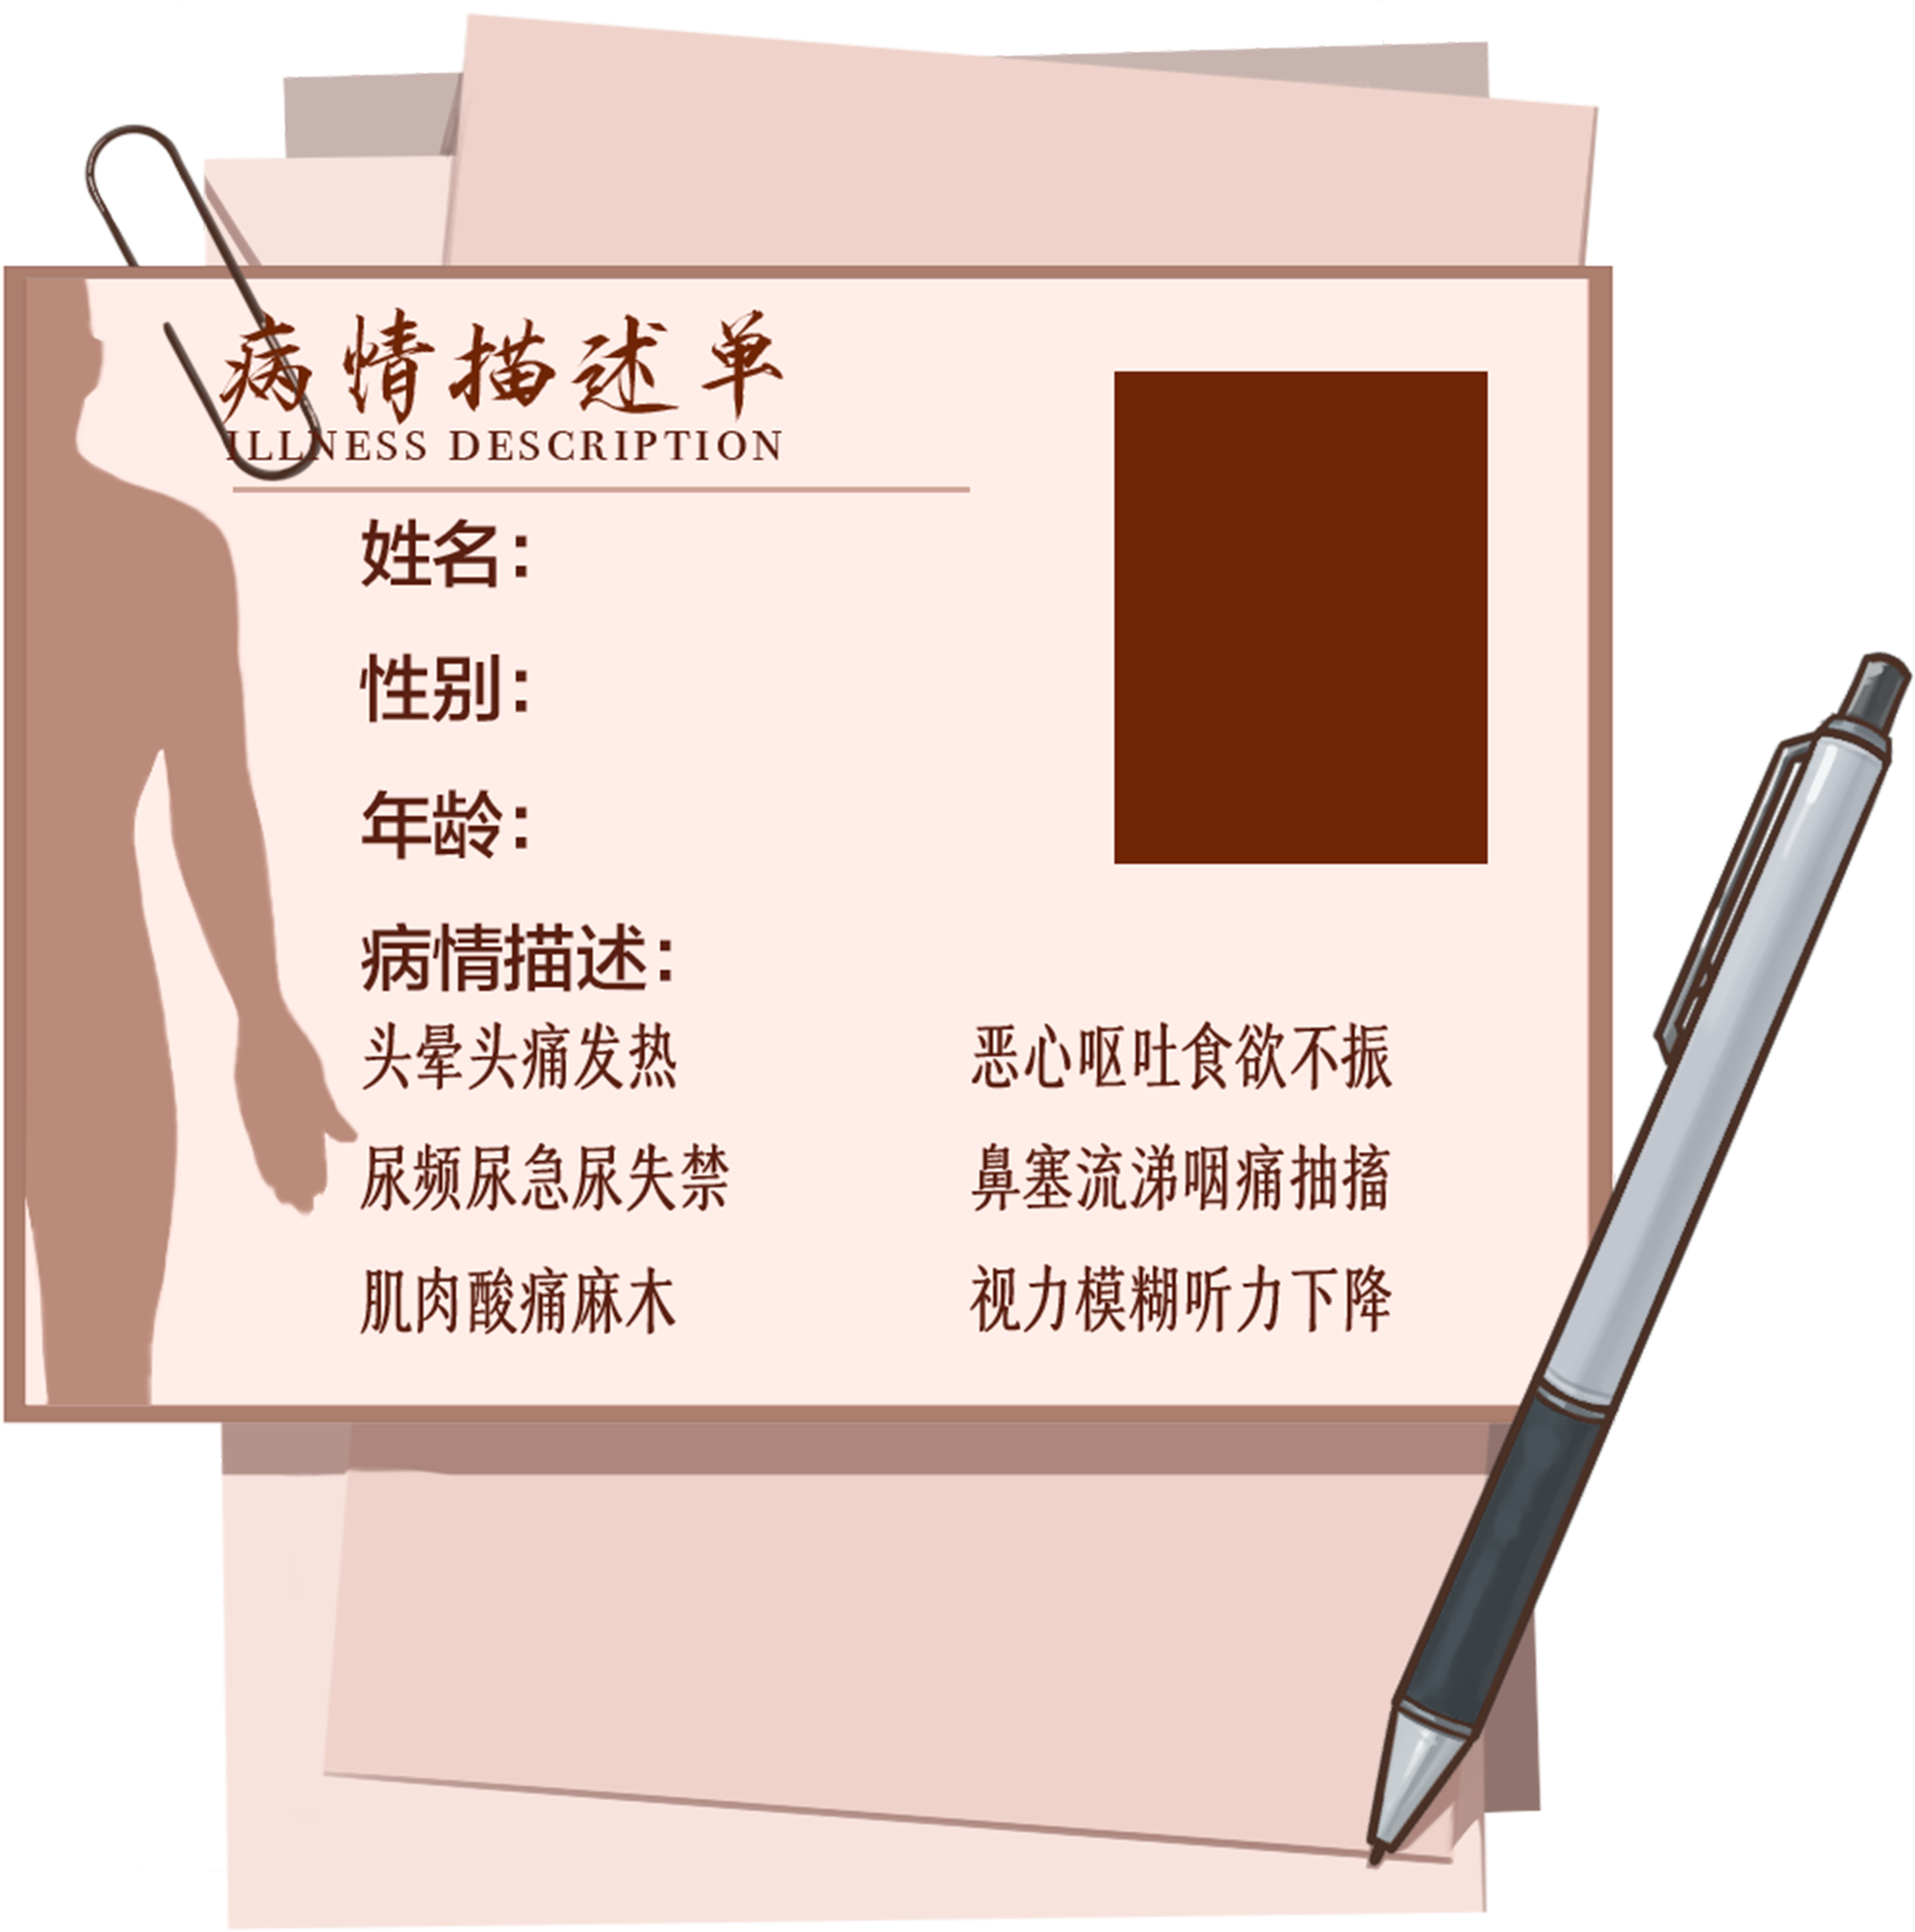 病情描述单
ILLNESS DESCRIPTION
姓名：
性别：
年龄：
病情描述：
头晕头痛发热 恶心呕吐食欲不振
尿频尿急尿失禁 鼻塞流涕咽痛抽搐
肌肉酸痛麻木 视力模糊听力下降